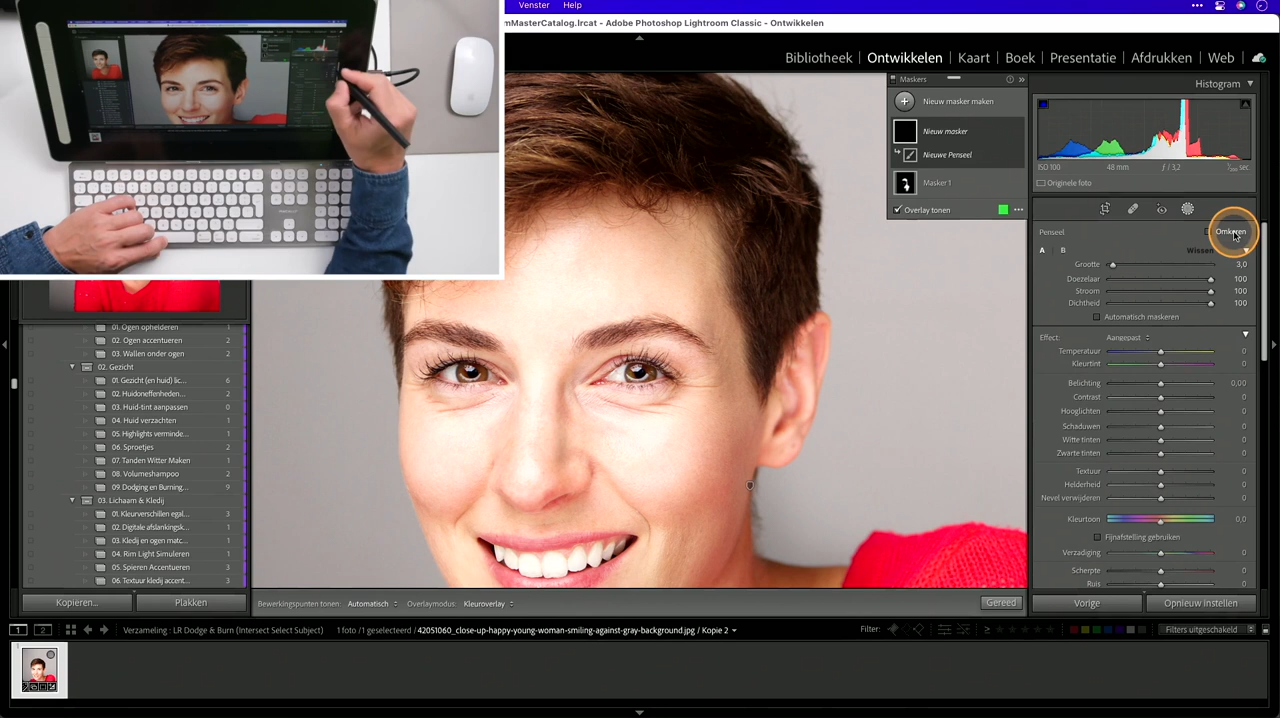 Venster Help
mMasterCatalog.lrcat - Adobe Photoshop Lightroom Classic - Ontwikkelen
Bibliotheek | Ontwikkelen | Kaart | Boek | Presentatie | Afdrukken | Web
Maskers
Nieuw masker maken
Nieuw masker
Nieuwe Penseel
Masker 1
Overlay tonen
Histogram
ISO 100 48 mm ƒ / 3,2
Originele foto
Penseel Omkeren
A B Wissen
Grootte 3,0
Doezelaar 100
Stroom 100
Dichtheid 100
Automatisch maskeren
Effect: Aangepast
Temperatuur 0
Kleurtint 0
Belichting 0,00
Contrast 0
Hooglichten 0
Schaduwen 0
Witte tinten 0
Zwarte tinten 0
Textuur 0
Helderheid 0
Nevel verwijderen 0
Kleurtoon 0,0
Fijnafstelling gebruiken
Verzadiging 0
Scherpte 0
Ruis 0
Vorige Opnieuw instellen
01. Ogen ophelderen 1
02. Ogen accentueren 2
03. Wallen onder ogen 2
02. Gezicht
01. Gezicht (en huid) lic... 6
02. Huidoneffenheden... 2
03. Huid-tint aanpassen 0
04. Huid verzachten 1
05. Highlights verminde... 1
06. Sproetjes 2
07. Tanden Witter Maken 1
08. Volumeshampoo 2
09. Dodging en Burning... 9
03. Lichaam & Kledij
01. Kleurverschillen egal... 3
02. Digitale afslankingsk... 1
03. Kledij en ogen matc... 1
04. Rim Light Simuleren 1
05. Spieren Accentueren 3
06. Textuur kledij accent... 3
Kopieren... Plakken
Bewerkingspunten tonen: Automatisch Overlaymodus: Kleuroverlay Gereed
1 2 Verzameling : LR Dodge & Burn (Intersect Select Subject) 1 foto /1 geselecteerd / 42051060_close-up-happy-young-woman-smiling-against-gray-background.jpg / Kopie 2 Filter: Filters uitgeschakeld